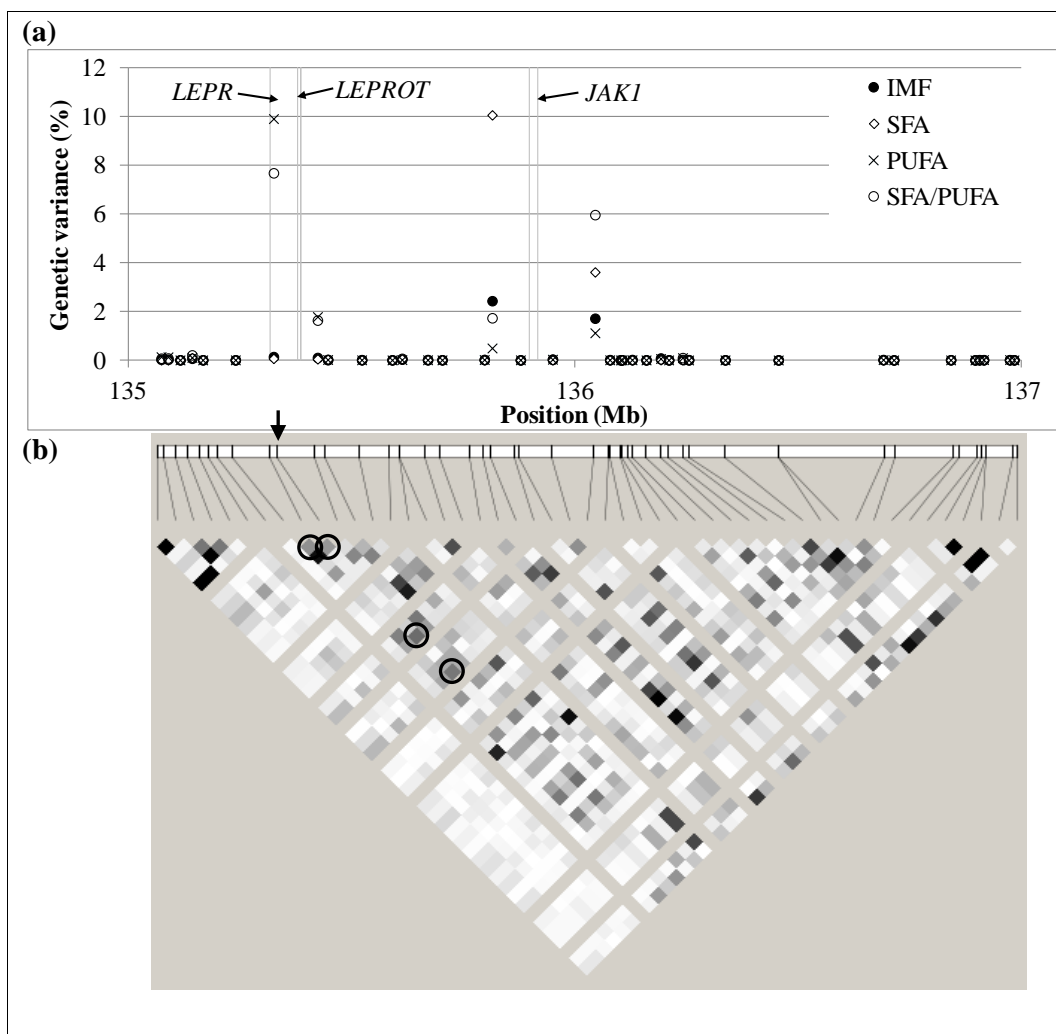 (a)
12
10
8
6
4
2
0
Genetic variance (%)
LEPR
LEPROT
JAK1
IMF
SFA
PUFA
SFA/PUFA
135
136
137
Position (Mb)
(b)